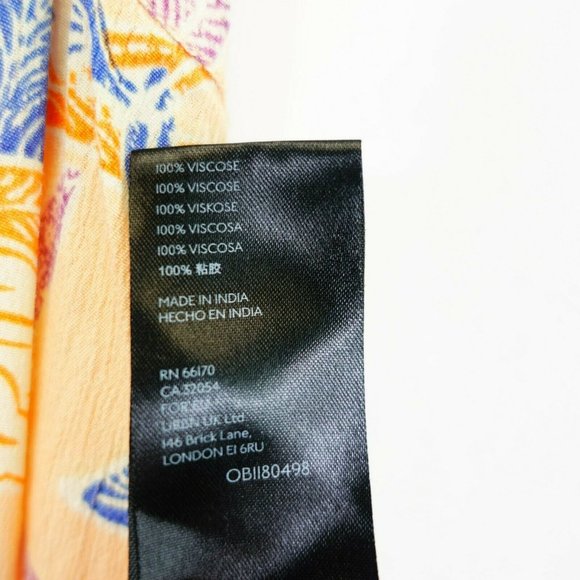 100% VISCOSE
100% VISCOSE
100% VISKOSE
100% VISCOSA
100% VISCOSA
100% 粘胶
MADE IN INDIA
HECHO EN INDIA
RN 66170
CA 32054
FOR
URBN UK Ltd
146 Brick Lane,
LONDON E1 6RU
OB1180498